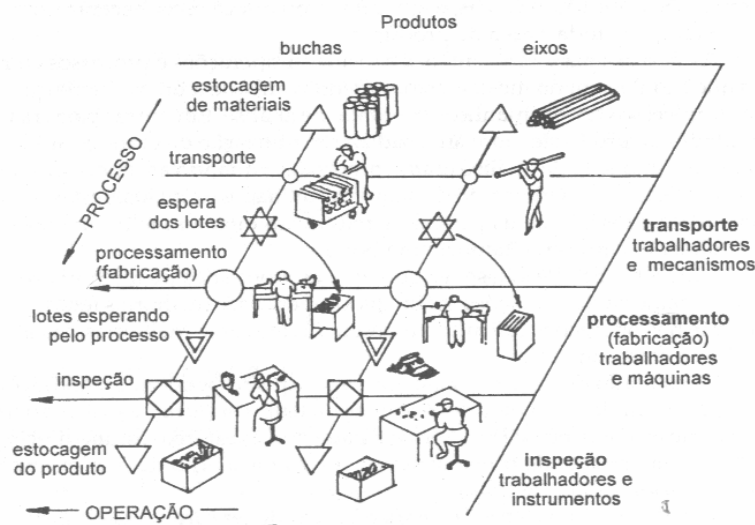 Produtos
buchas
eixos
estocagem
de materiais
PROCESSO
transporte
espera
dos lotes
transporte
trabalhadores
e mecanismos
processamento
(fabricação)
lotes esperando
pelo processo
processamento
(fabricação)
trabalhadores
e máquinas
inspeção
estocagem
do produto
inspeção
trabalhadores e
instrumentos
OPERAÇÃO